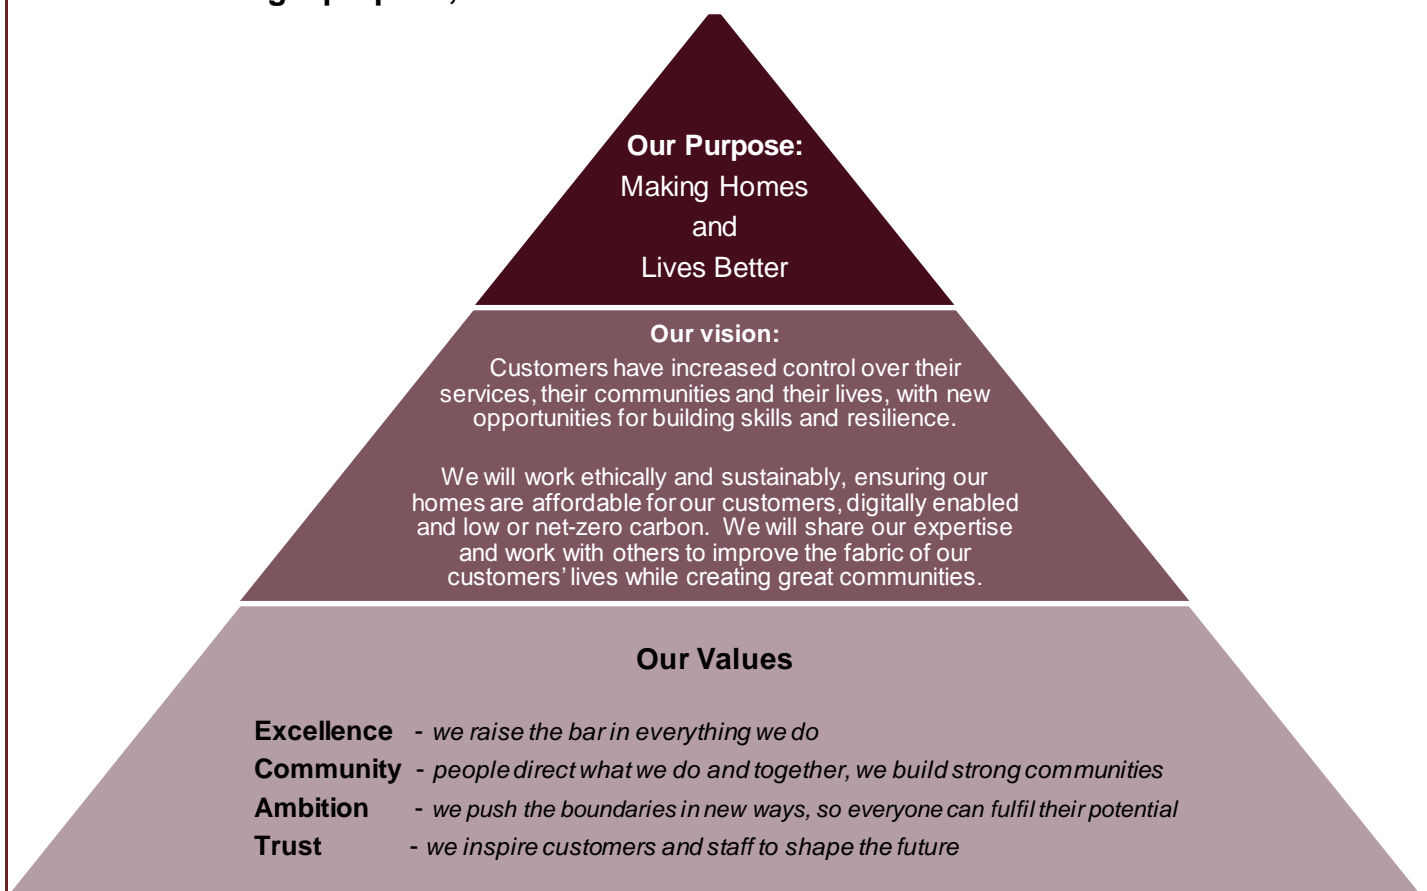 Our Purpose:
Making Homes
and
Lives Better
Our vision:
Customers have increased control over their
services, their communities and their lives, with new
opportunities for building skills and resilience.
We will work ethically and sustainably, ensuring our
homes are affordable for our customers, digitally enabled
and low or net-zero carbon. We will share our expertise
and work with others to improve the fabric of our
customers’ lives while creating great communities.
Our Values
Excellence - we raise the bar in everything we do
Community - people direct what we do and together, we build strong communities
Ambition - we push the boundaries in new ways, so everyone can fulfil their potential
Trust - we inspire customers and staff to shape the future